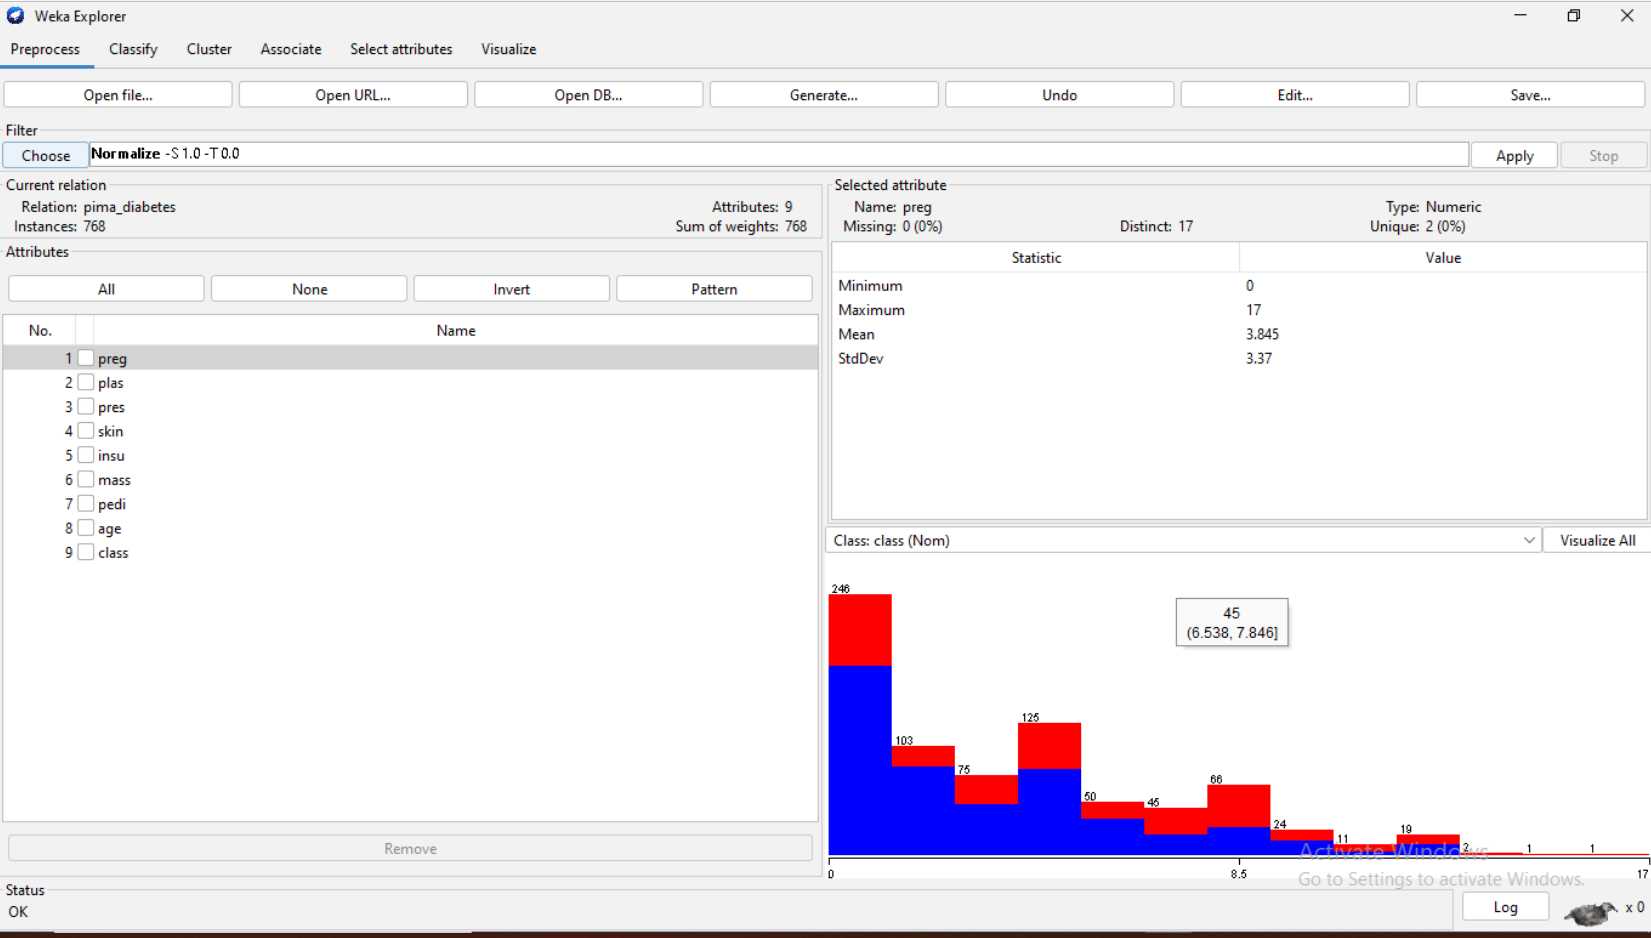 Weka Explorer
Preprocess Classify Cluster Associate Select attributes Visualize
Open file... Open URL... Open DB... Generate... Undo Edit... Save...
Filter
Choose Normalize -S 1.0 -T 0.0 Apply Stop
Current relation
Relation: pima_diabetes Attributes: 9
Instances: 768 Sum of weights: 768
Attributes
All None Invert Pattern
No. Name
1 preg
2 plas
3 pres
4 skin
5 insu
6 mass
7 pedi
8 age
9 class
Remove
Selected attribute
Name: preg Type: Numeric
Missing: 0 (0%) Distinct: 17 Unique: 2 (0%)
Statistic Value
Minimum 0
Maximum 17
Mean 3.845
StdDev 3.37
Class: class (Nom) Visualize All
246
45
(6.538, 7.846]
103
75
125
50
45
66
24
11
19
2
1
1
0 8.5 17
Activate Windows
Go to Settings to activate Windows.
Status
OK
Log x 0